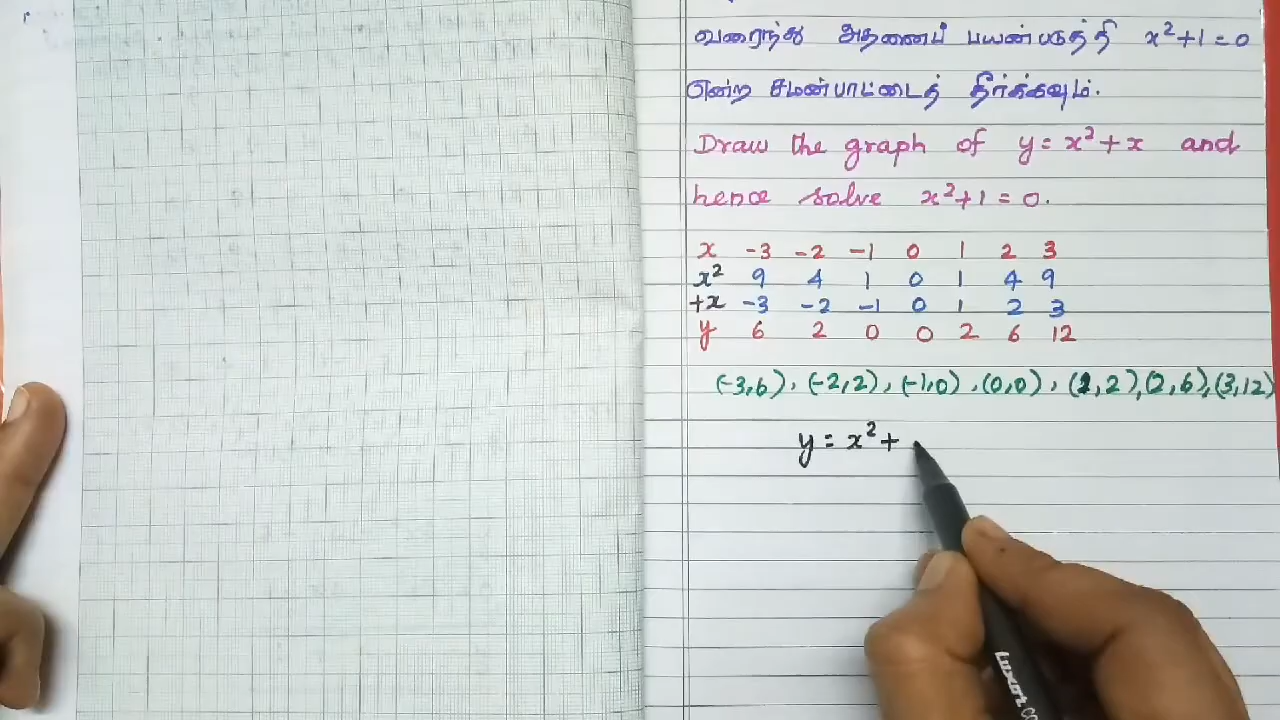 வரைந்து அதனைப் பயன்படுத்தி x²+1=0
என்ற சமன்பாட்டைத் தீர்க்கவும்.
Draw the graph of y = x² + x and
hence solve x²+1 = 0.
x -3 -2 -1 0 1 2 3
x² 9 4 1 0 1 4 9
+x -3 -2 -1 0 1 2 3
y 6 2 0 0 2 6 12
(-3,6), (-2,2), (-1,0), (0,0), (1,2), (2,6), (3,12)
y = x² +
Luxor